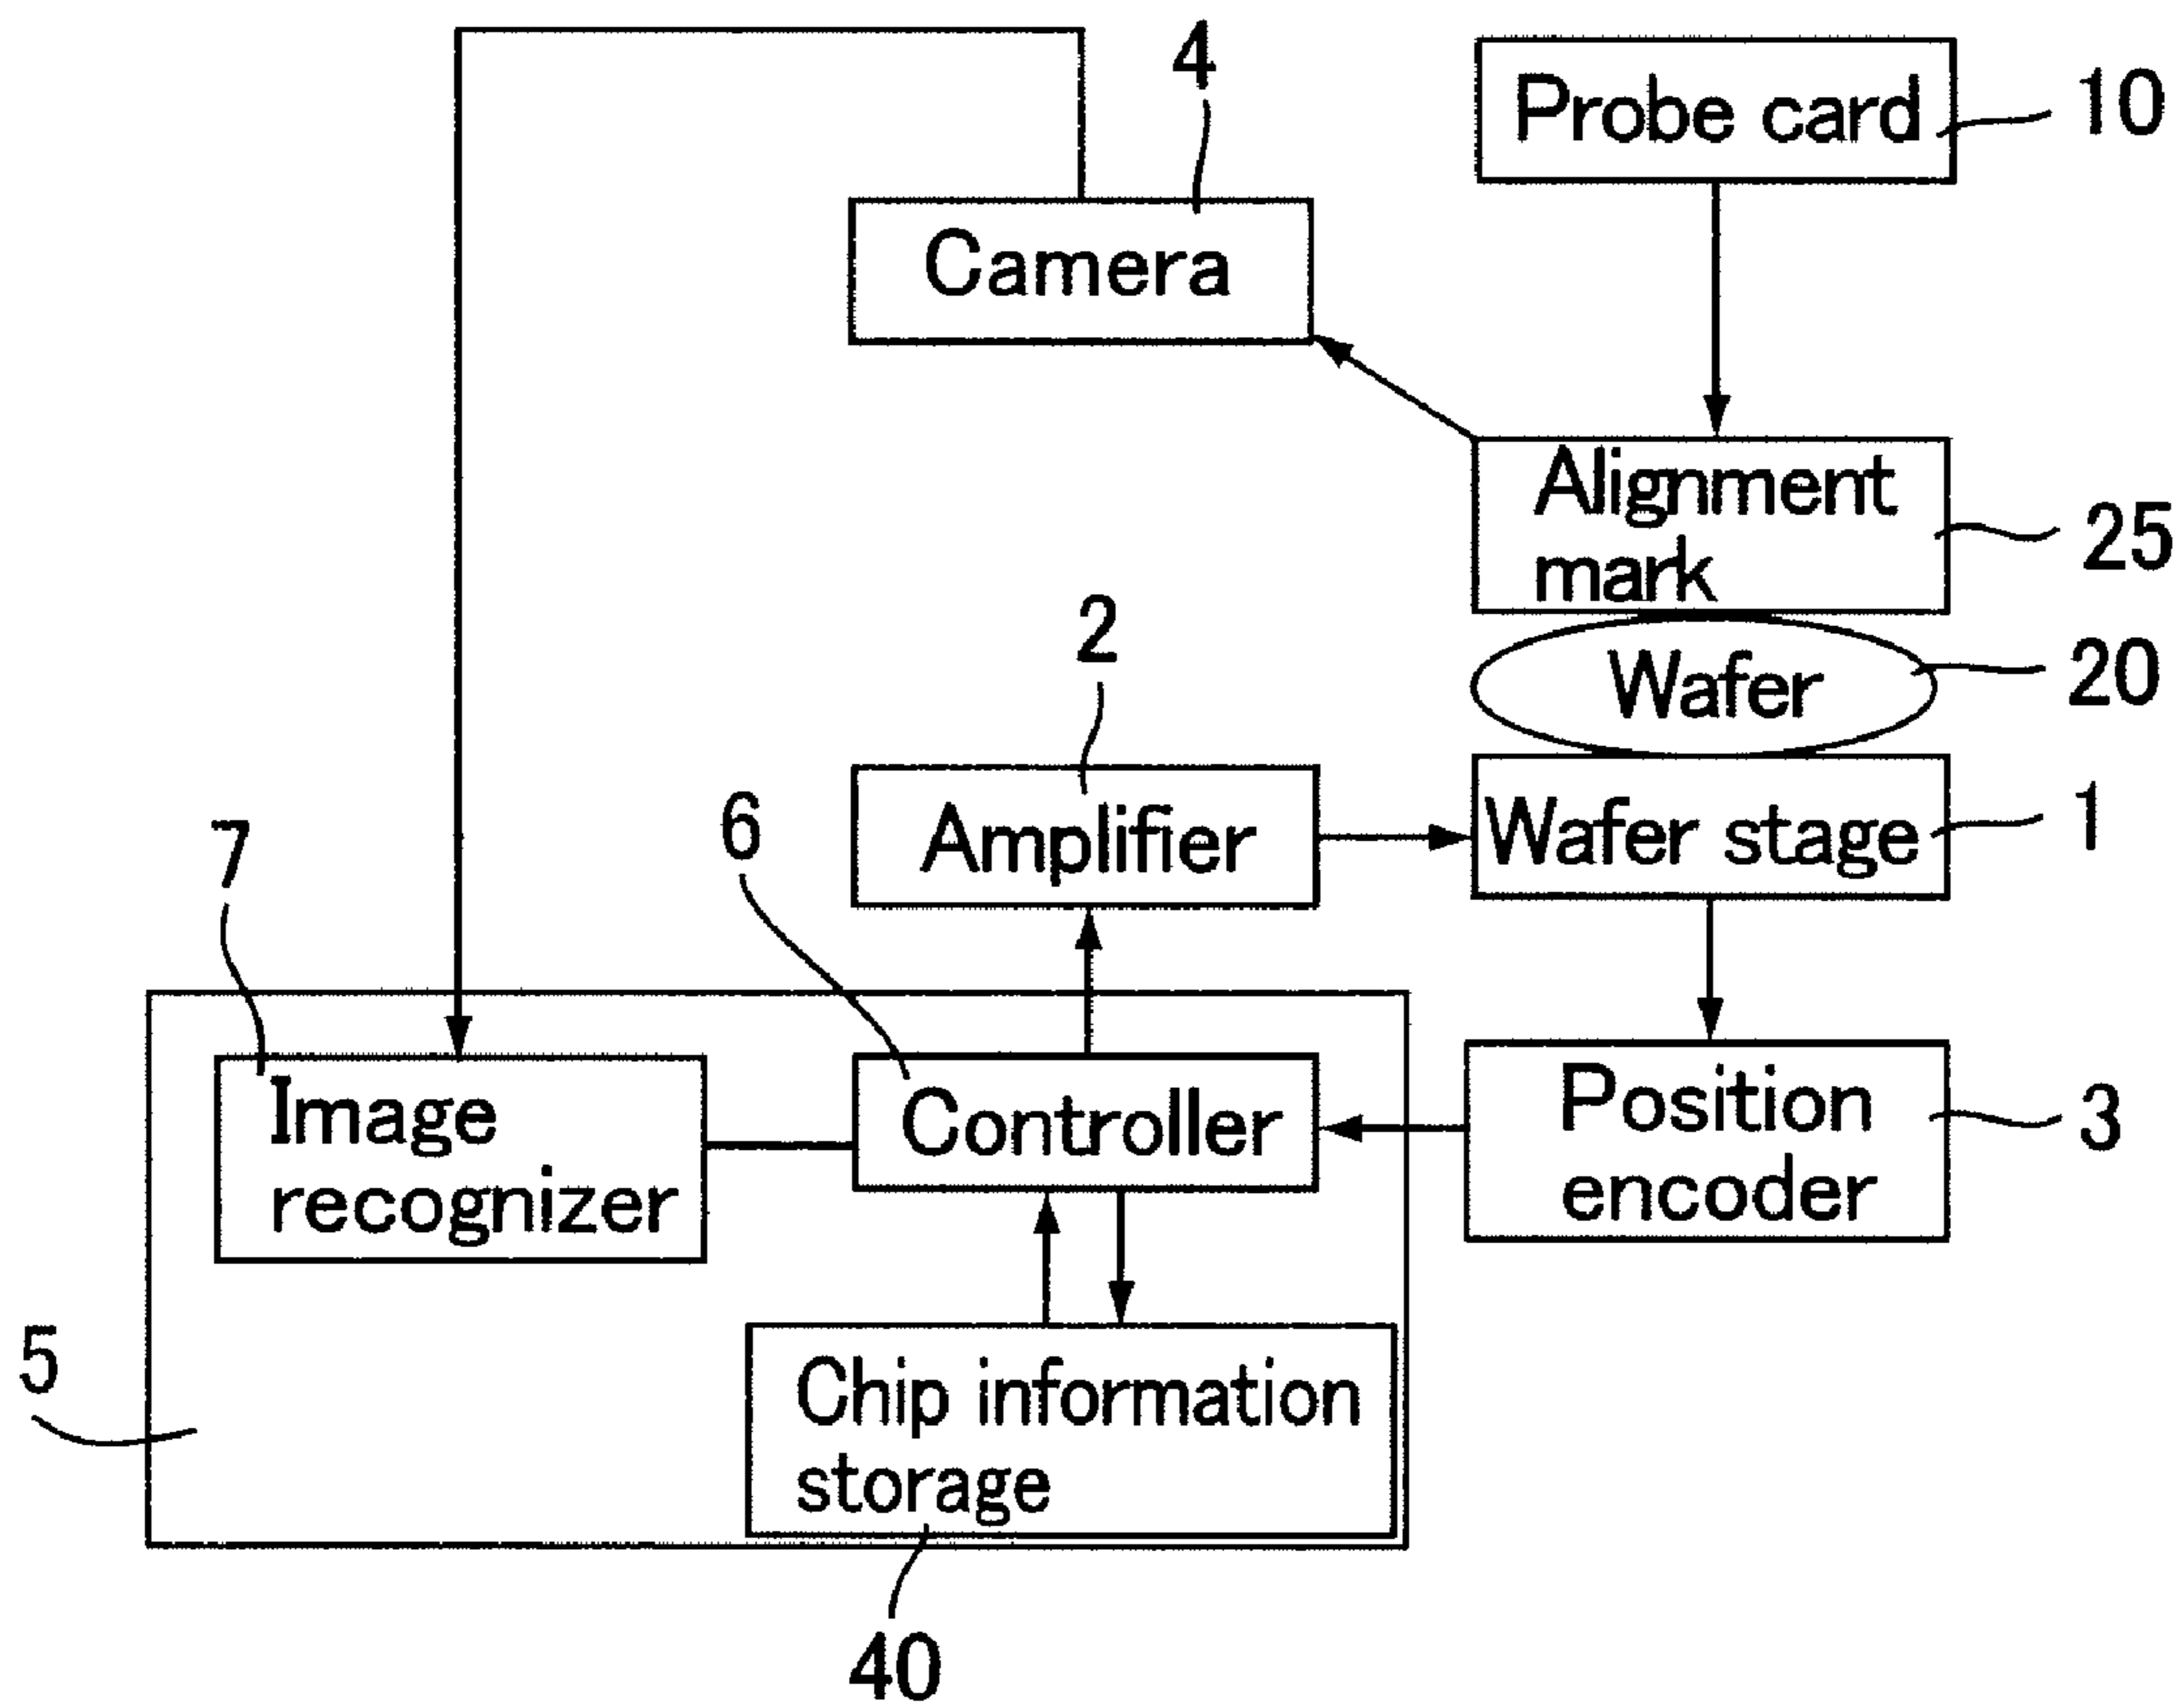 4
Probe card
10
Camera
Alignment
mark
25
2
Wafer
20
Amplifier
Wafer stage
1
6
7
Image
recognizer
Controller
Position
encoder
3
5
Chip information
storage
40